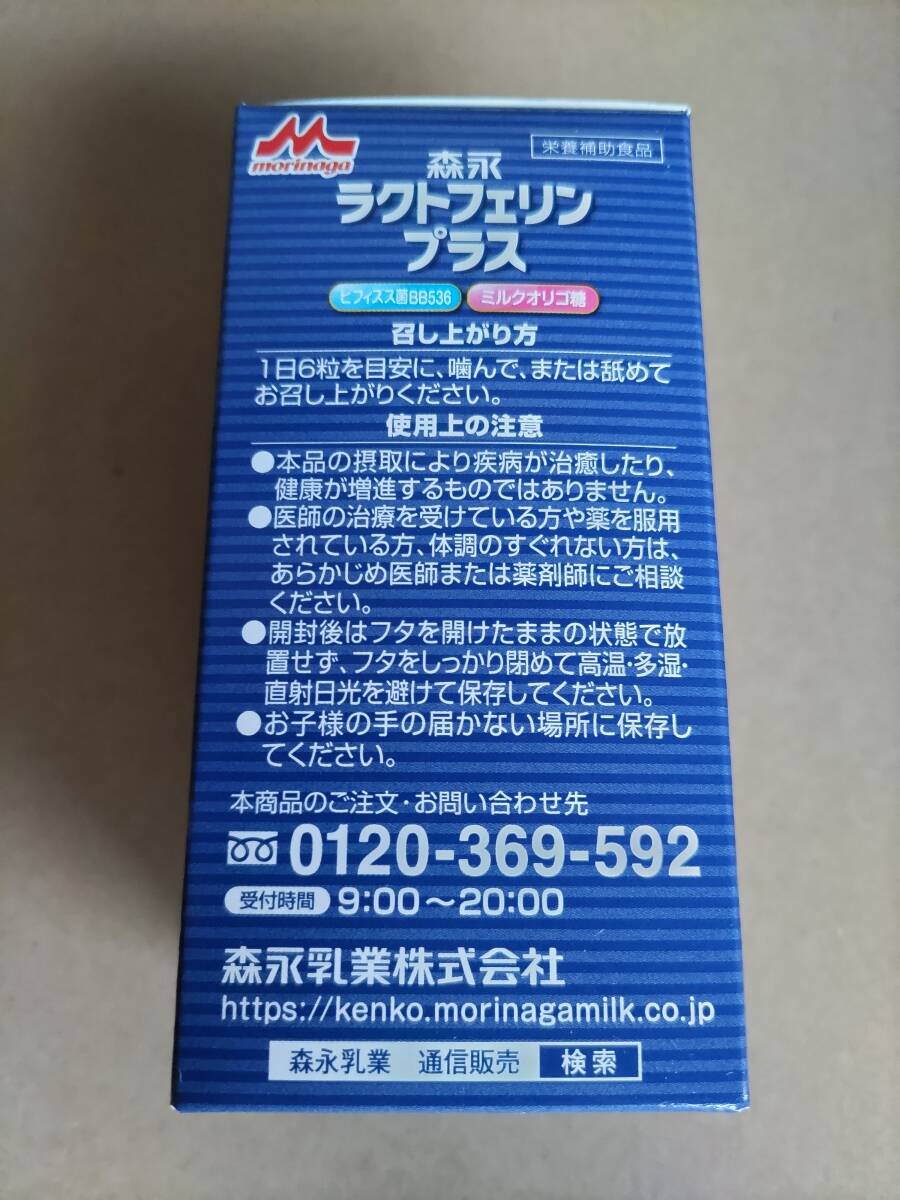 morinaga
栄養補助食品
森永
ラクトフェリン
プラス
ビフィズス菌BB536 ミルクオリゴ糖
召し上がり方
1日6粒を目安に、噛んで、または舐めて
お召し上がりください。
使用上の注意
●本品の摂取により疾病が治癒したり、
健康が増進するものではありません。
●医師の治療を受けている方や薬を服用
されている方、体調のすぐれない方は、
あらかじめ医師または薬剤師にご相談
ください。
●開封後はフタを開けたままの状態で放
置せず、フタをしっかり閉めて高温・多湿・
直射日光を避けて保存してください。
●お子様の手の届かない場所に保存し
てください。
本商品のご注文・お問い合わせ先
0120-369-592
受付時間 9:00～20:00
森永乳業株式会社
https://kenko.morinagamilk.co.jp
森永乳業 通信販売 検索